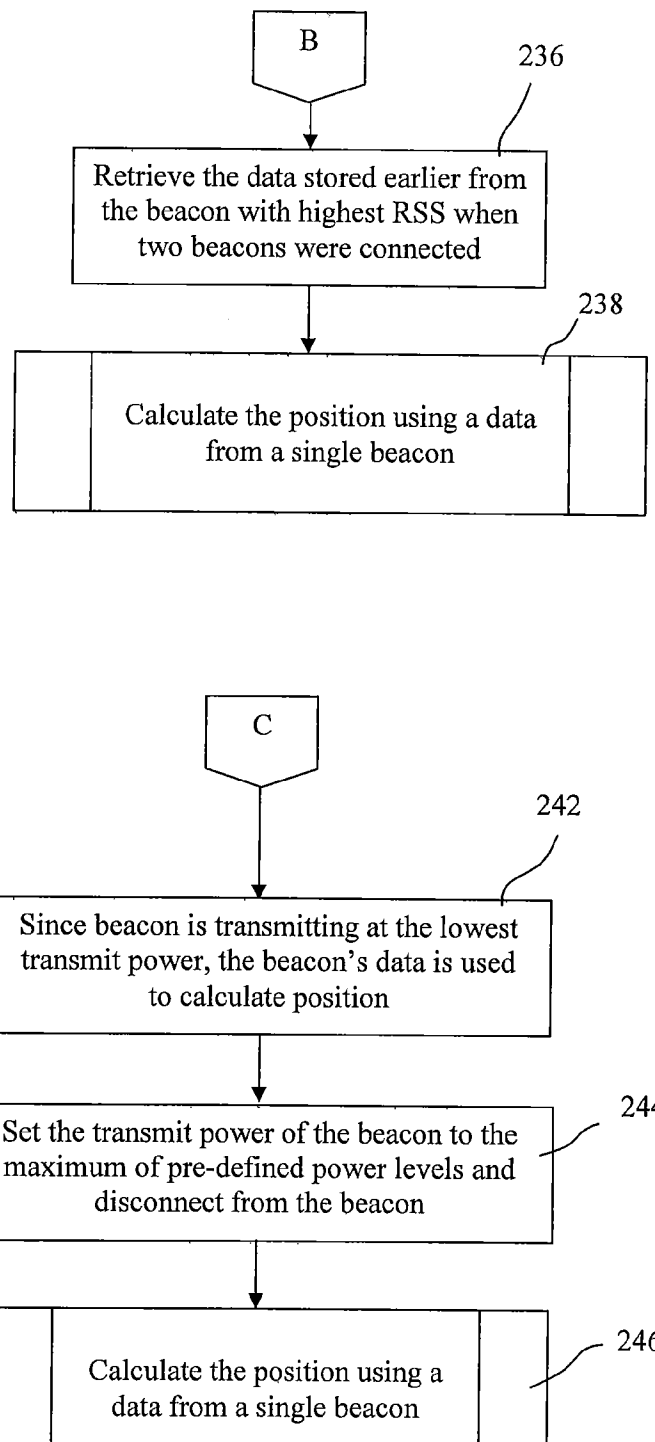 B
236
Retrieve the data stored earlier from
the beacon with highest RSS when
two beacons were connected
238
Calculate the position using a data
from a single beacon
C
242
Since beacon is transmitting at the lowest
transmit power, the beacon's data is used
to calculate position
244
Set the transmit power of the beacon to the
maximum of pre-defined power levels and
disconnect from the beacon
246
Calculate the position using a
data from a single beacon